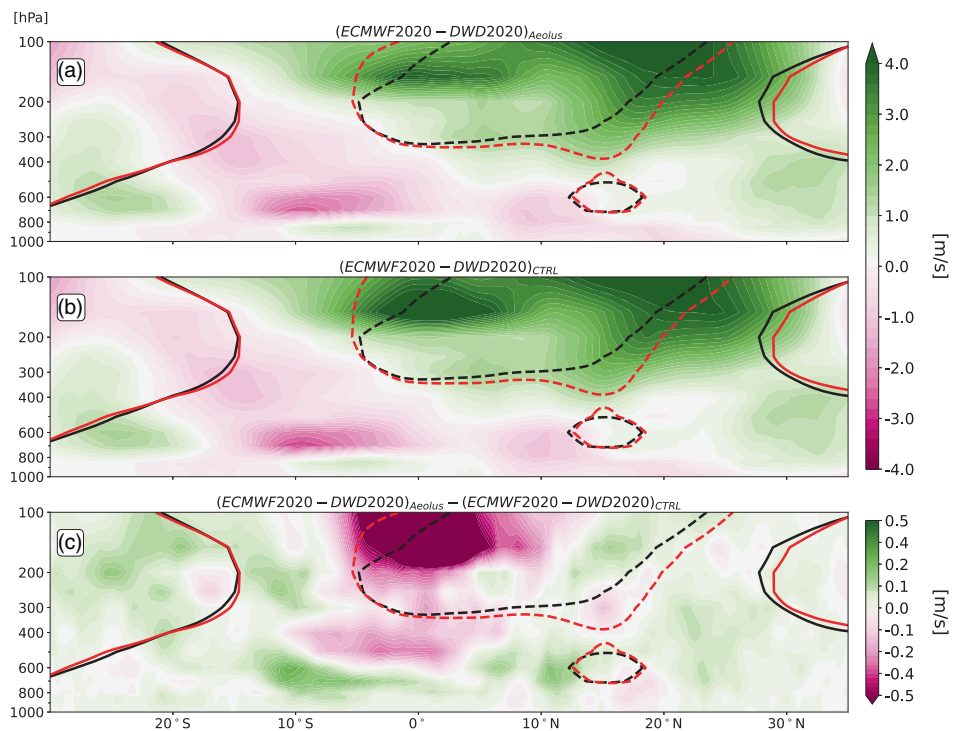 [hPa]
(ECMWF2020 − DWD2020)Aeolus
(a)
100
200
300
400
600
800
1000
(ECMWF2020 − DWD2020)CTRL
(b)
100
200
300
400
600
800
1000
4.0
3.0
2.0
1.0
0.0
-1.0
-2.0
-3.0
-4.0
[m/s]
(ECMWF2020 − DWD2020)Aeolus − (ECMWF2020 − DWD2020)CTRL
(c)
100
200
300
400
600
800
1000
20°S
10°S
0°
10°N
20°N
30°N
0.5
0.4
0.2
0.1
0.0
-0.1
-0.2
-0.4
-0.5
[m/s]